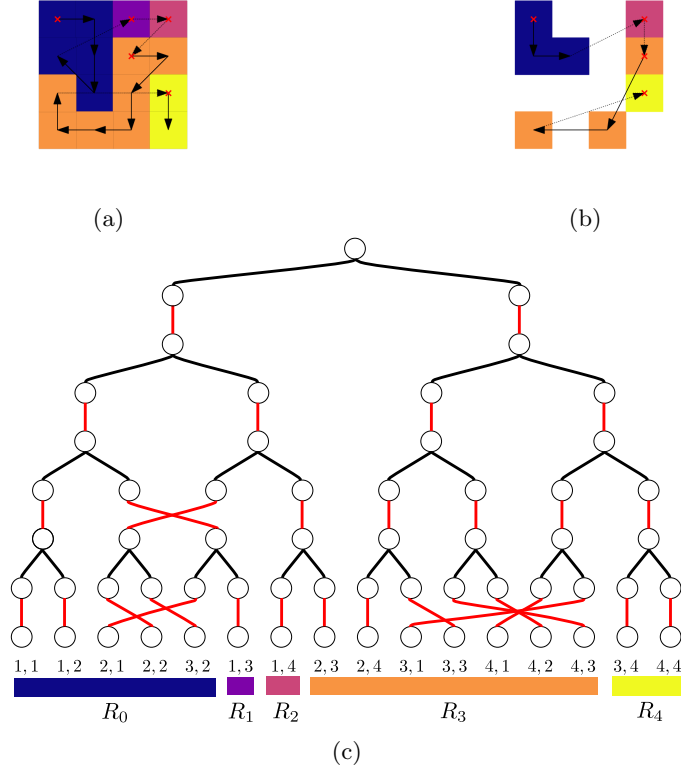 (a) (b)
1, 1 1, 2 2, 1 2, 2 3, 2 1, 3 1, 4 2, 3 2, 4 3, 1 3, 3 4, 1 4, 2 4, 3 3, 4 4, 4
R₀ R₁ R₂ R₃ R₄
(c)